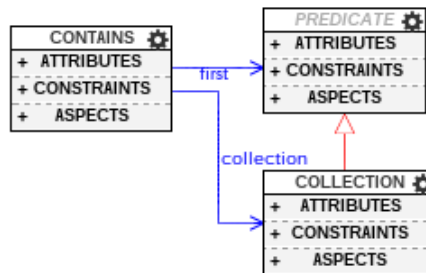 CONTAINS
+ ATTRIBUTES
+ CONSTRAINTS
+ ASPECTS
first
collection
PREDICATE
+ ATTRIBUTES
+ CONSTRAINTS
+ ASPECTS
COLLECTION
+ ATTRIBUTES
+ CONSTRAINTS
+ ASPECTS